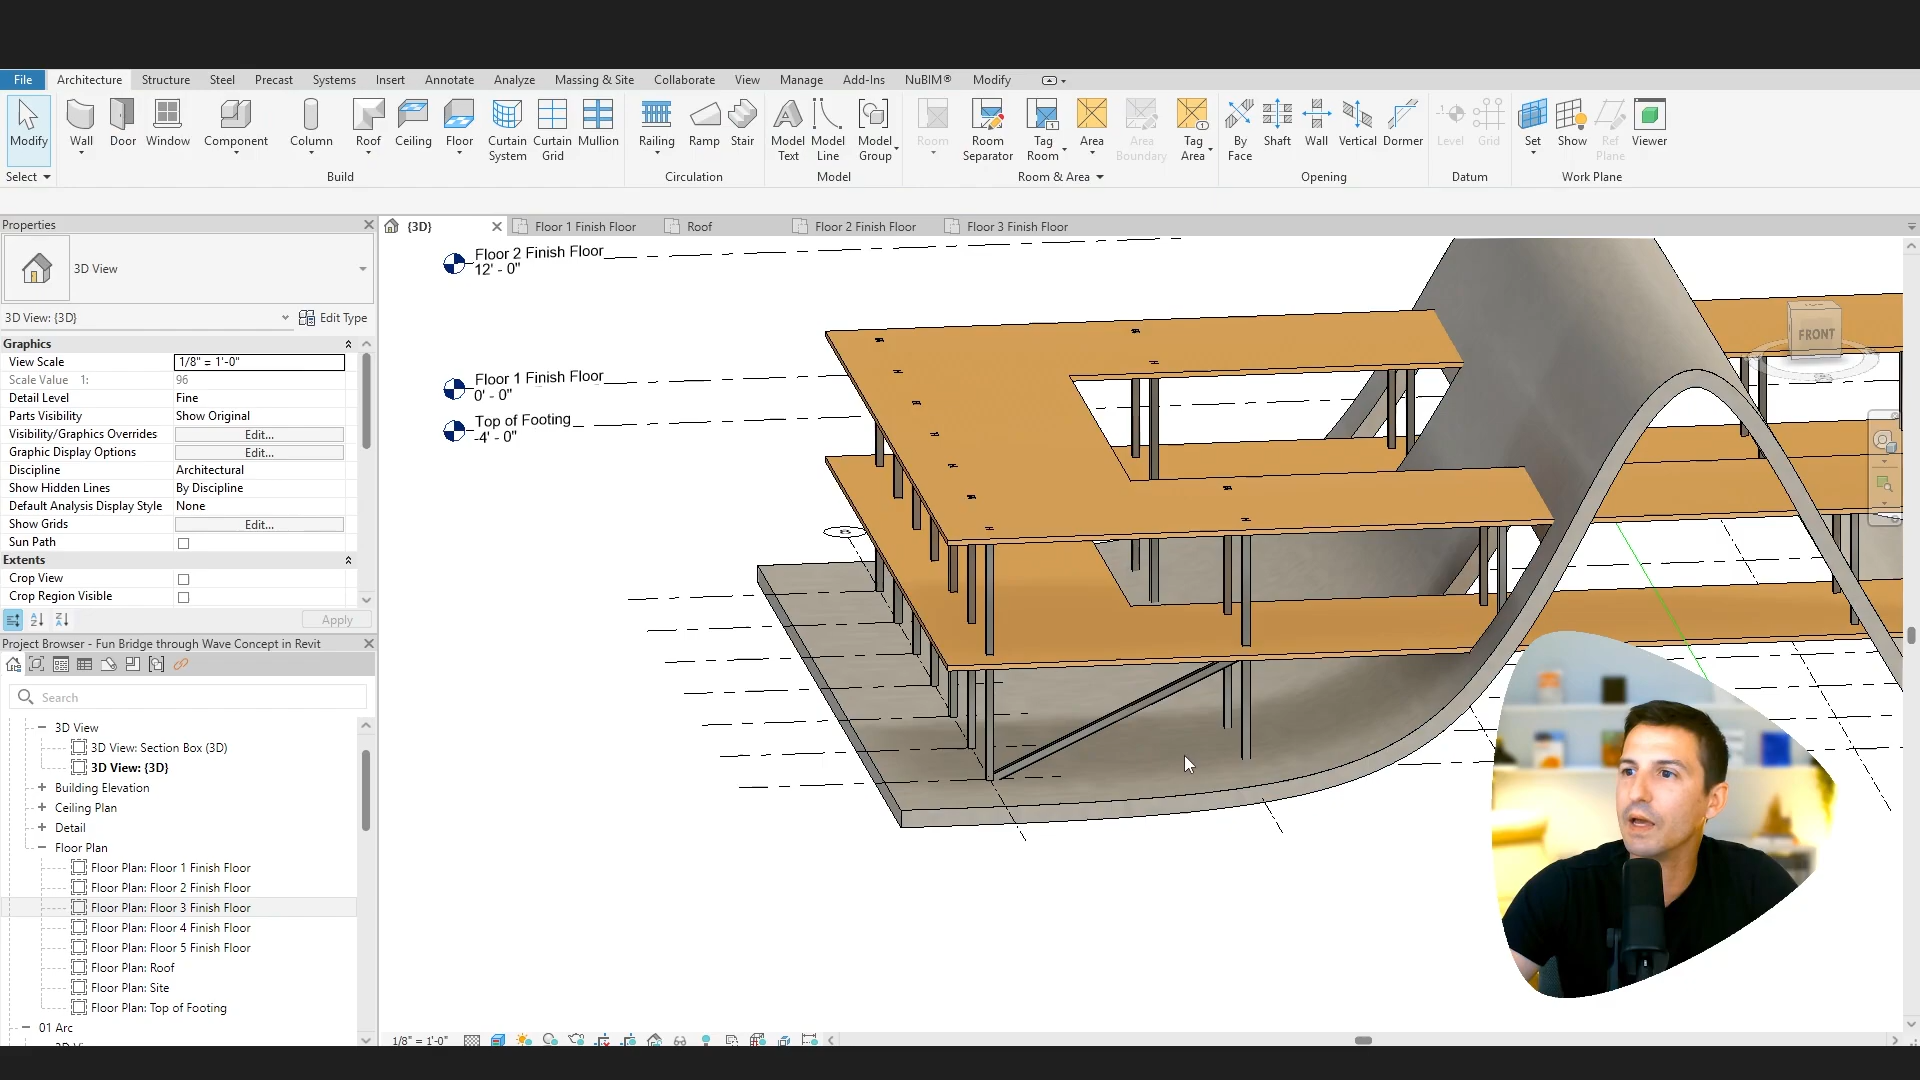 File Architecture Structure Steel Precast Systems Insert Annotate Analyze Massing & Site Collaborate View Manage Add-Ins NuBIM® Modify
Modify Wall Door Window Component Column Roof Ceiling Floor Curtain System Curtain Grid Mullion Railing Ramp Stair Model Text Model Line Model Group Room Room Separator Tag Room Area Area Boundary Tag Area By Face Shaft Wall Vertical Dormer Level Grid Set Show Ref Plane Viewer
Select Build Circulation Model Room & Area Opening Datum Work Plane
Properties
{3D} Floor 1 Finish Floor Roof Floor 2 Finish Floor Floor 3 Finish Floor
3D View
3D View: {3D} Edit Type
Graphics
View Scale 1/8" = 1'-0"
Scale Value 1: 96
Detail Level Fine
Parts Visibility Show Original
Visibility/Graphics Overrides Edit...
Graphic Display Options Edit...
Discipline Architectural
Show Hidden Lines By Discipline
Default Analysis Display Style None
Show Grids Edit...
Sun Path
Extents
Crop View
Crop Region Visible
Apply
Project Browser - Fun Bridge through Wave Concept in Revit
Search
3D View
3D View: Section Box (3D)
3D View: {3D}
Building Elevation
Ceiling Plan
Detail
Floor Plan
Floor Plan: Floor 1 Finish Floor
Floor Plan: Floor 2 Finish Floor
Floor Plan: Floor 3 Finish Floor
Floor Plan: Floor 4 Finish Floor
Floor Plan: Floor 5 Finish Floor
Floor Plan: Roof
Floor Plan: Site
Floor Plan: Top of Footing
01 Arc
Floor 2 Finish Floor
12' - 0"
Floor 1 Finish Floor
0' - 0"
Top of Footing
-4' - 0"
FRONT
1/8" = 1'-0"